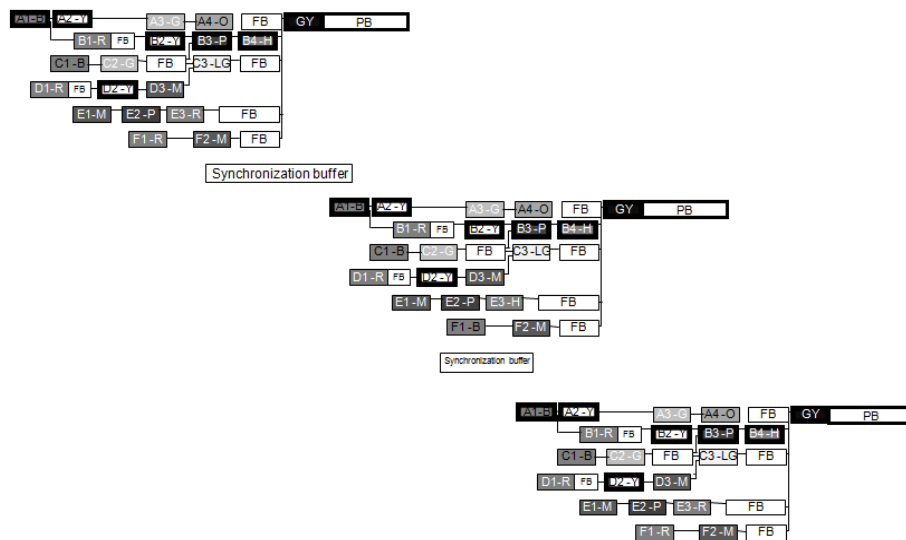 A1-B A2-Y A3-G A4-O FB GY PB
B1-R FB B2-Y B3-P B4-H
C1-B C2-G FB C3-LG FB
D1-R FB D2-Y D3-M
E1-M E2-P E3-R FB
F1-R F2-M FB
Synchronization buffer
A1-B A2-Y A3-G A4-O FB GY PB
B1-R FB B2-Y B3-P B4-H
C1-B C2-G FB C3-LG FB
D1-R FB D2-Y D3-M
E1-M E2-P E3-H FB
F1-B F2-M FB
Synchronization buffer
A1-B A2-Y A3-G A4-O FB GY PB
B1-R FB B2-Y B3-P B4-H
C1-B C2-G FB C3-LG FB
D1-R FB D2-Y D3-M
E1-M E2-P E3-R FB
F1-R F2-M FB